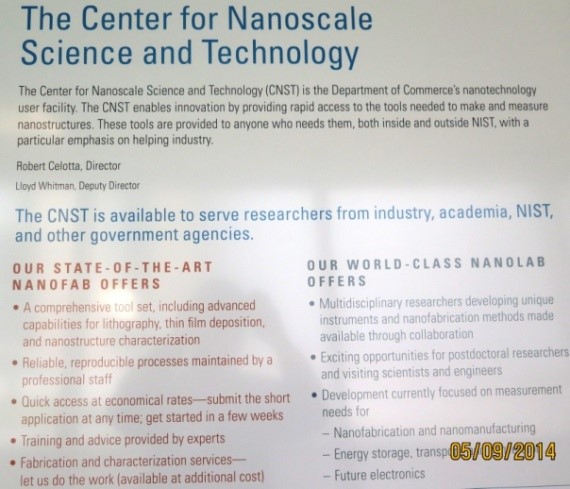 The Center for Nanoscale
Science and Technology
The Center for Nanoscale Science and Technology (CNST) is the Department of Commerce's nanotechnology
user facility. The CNST enables innovation by providing rapid access to the tools needed to make and measure
nanostructures. These tools are provided to anyone who needs them, both inside and outside NIST, with a
particular emphasis on helping industry.
Robert Celotta, Director
Lloyd Whitman, Deputy Director
The CNST is available to serve researchers from industry, academia, NIST,
and other government agencies.
OUR STATE-OF-THE-ART
NANOFAB OFFERS
• A comprehensive tool set, including advanced
capabilities for lithography, thin film deposition,
and nanostructure characterization
• Reliable, reproducible processes maintained by a
professional staff
• Quick access at economical rates—submit the short
application at any time; get started in a few weeks
• Training and advice provided by experts
• Fabrication and characterization services—
let us do the work (available at additional cost)
OUR WORLD-CLASS NANOLAB
OFFERS
• Multidisciplinary researchers developing unique
instruments and nanofabrication methods made
available through collaboration
• Exciting opportunities for postdoctoral researchers
and visiting scientists and engineers
• Development currently focused on measurement
needs for
– Nanofabrication and nanomanufacturing
– Energy storage,
– Future electronics
05/09/2014